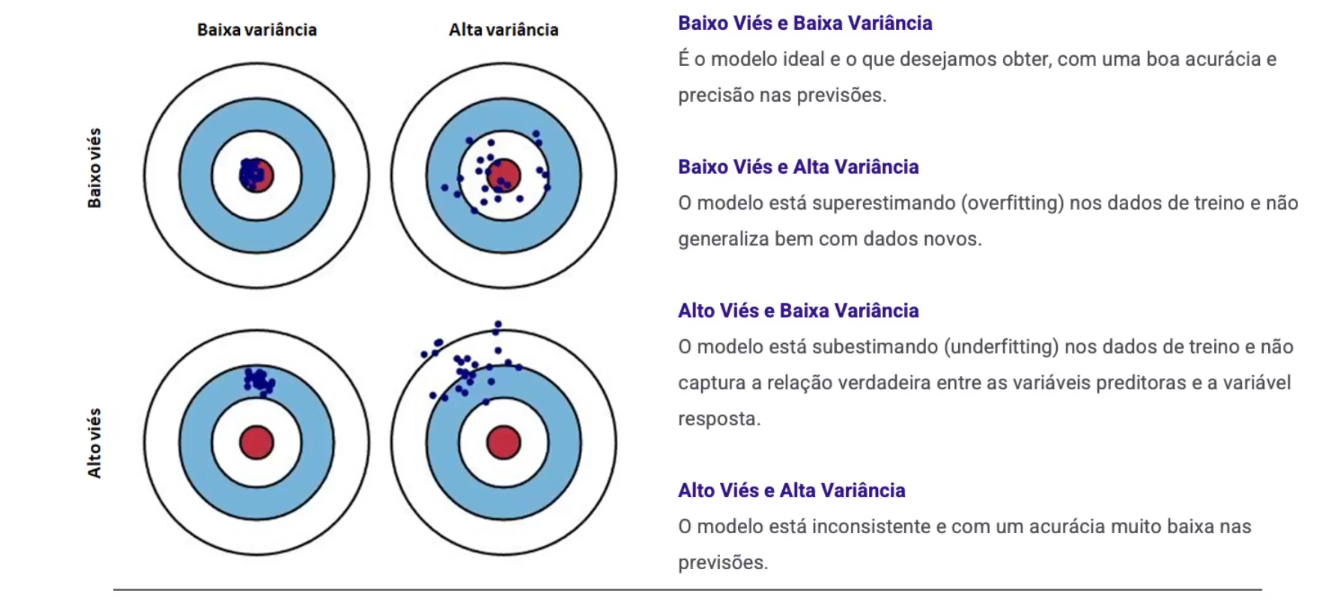 Baixa variância
Alta variância
Baixo viés
Alto viés
Baixo Viés e Baixa Variância
É o modelo ideal e o que desejamos obter, com uma boa acurácia e
precisão nas previsões.
Baixo Viés e Alta Variância
O modelo está superestimando (overfitting) nos dados de treino e não
generaliza bem com dados novos.
Alto Viés e Baixa Variância
O modelo está subestimando (underfitting) nos dados de treino e não
captura a relação verdadeira entre as variáveis preditoras e a variável
resposta.
Alto Viés e Alta Variância
O modelo está inconsistente e com um acurácia muito baixa nas
previsões.